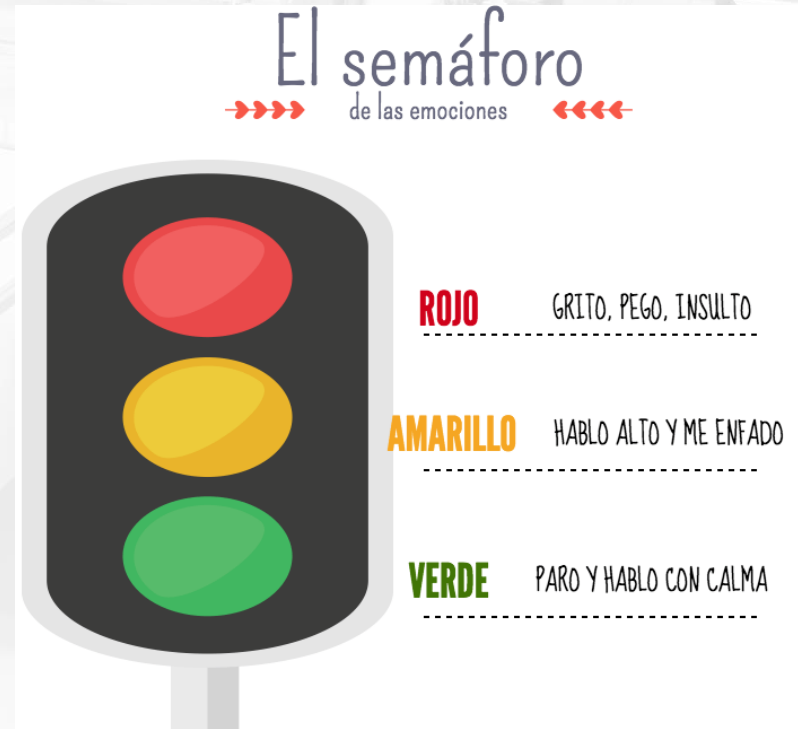 El semáforo
de las emociones
ROJO GRITO, PEGO, INSULTO
AMARILLO HABLO ALTO Y ME ENFADO
VERDE PARO Y HABLO CON CALMA